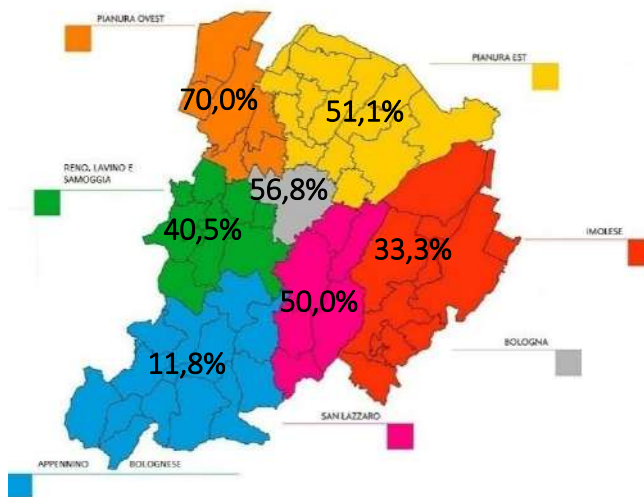 PIANURA OVEST
PIANURA EST
70,0%
51,1%
RENO, LAVINO E
SAMOGGIA
56,8%
40,5%
33,3%
IMOLESE
50,0%
BOLOGNA
11,8%
SAN LAZZARO
APPENNINO BOLOGNESE